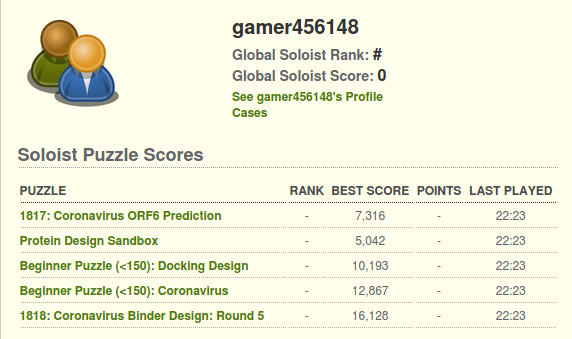 gamer456148
Global Soloist Rank: #
Global Soloist Score: 0
See gamer456148's Profile
Cases
Soloist Puzzle Scores
PUZZLE RANK BEST SCORE POINTS LAST PLAYED
1817: Coronavirus ORF6 Prediction - 7,316 - 22:23
Protein Design Sandbox - 5,042 - 22:23
Beginner Puzzle (<150): Docking Design - 10,193 - 22:23
Beginner Puzzle (<150): Coronavirus - 12,867 - 22:23
1818: Coronavirus Binder Design: Round 5 - 16,128 - 22:23